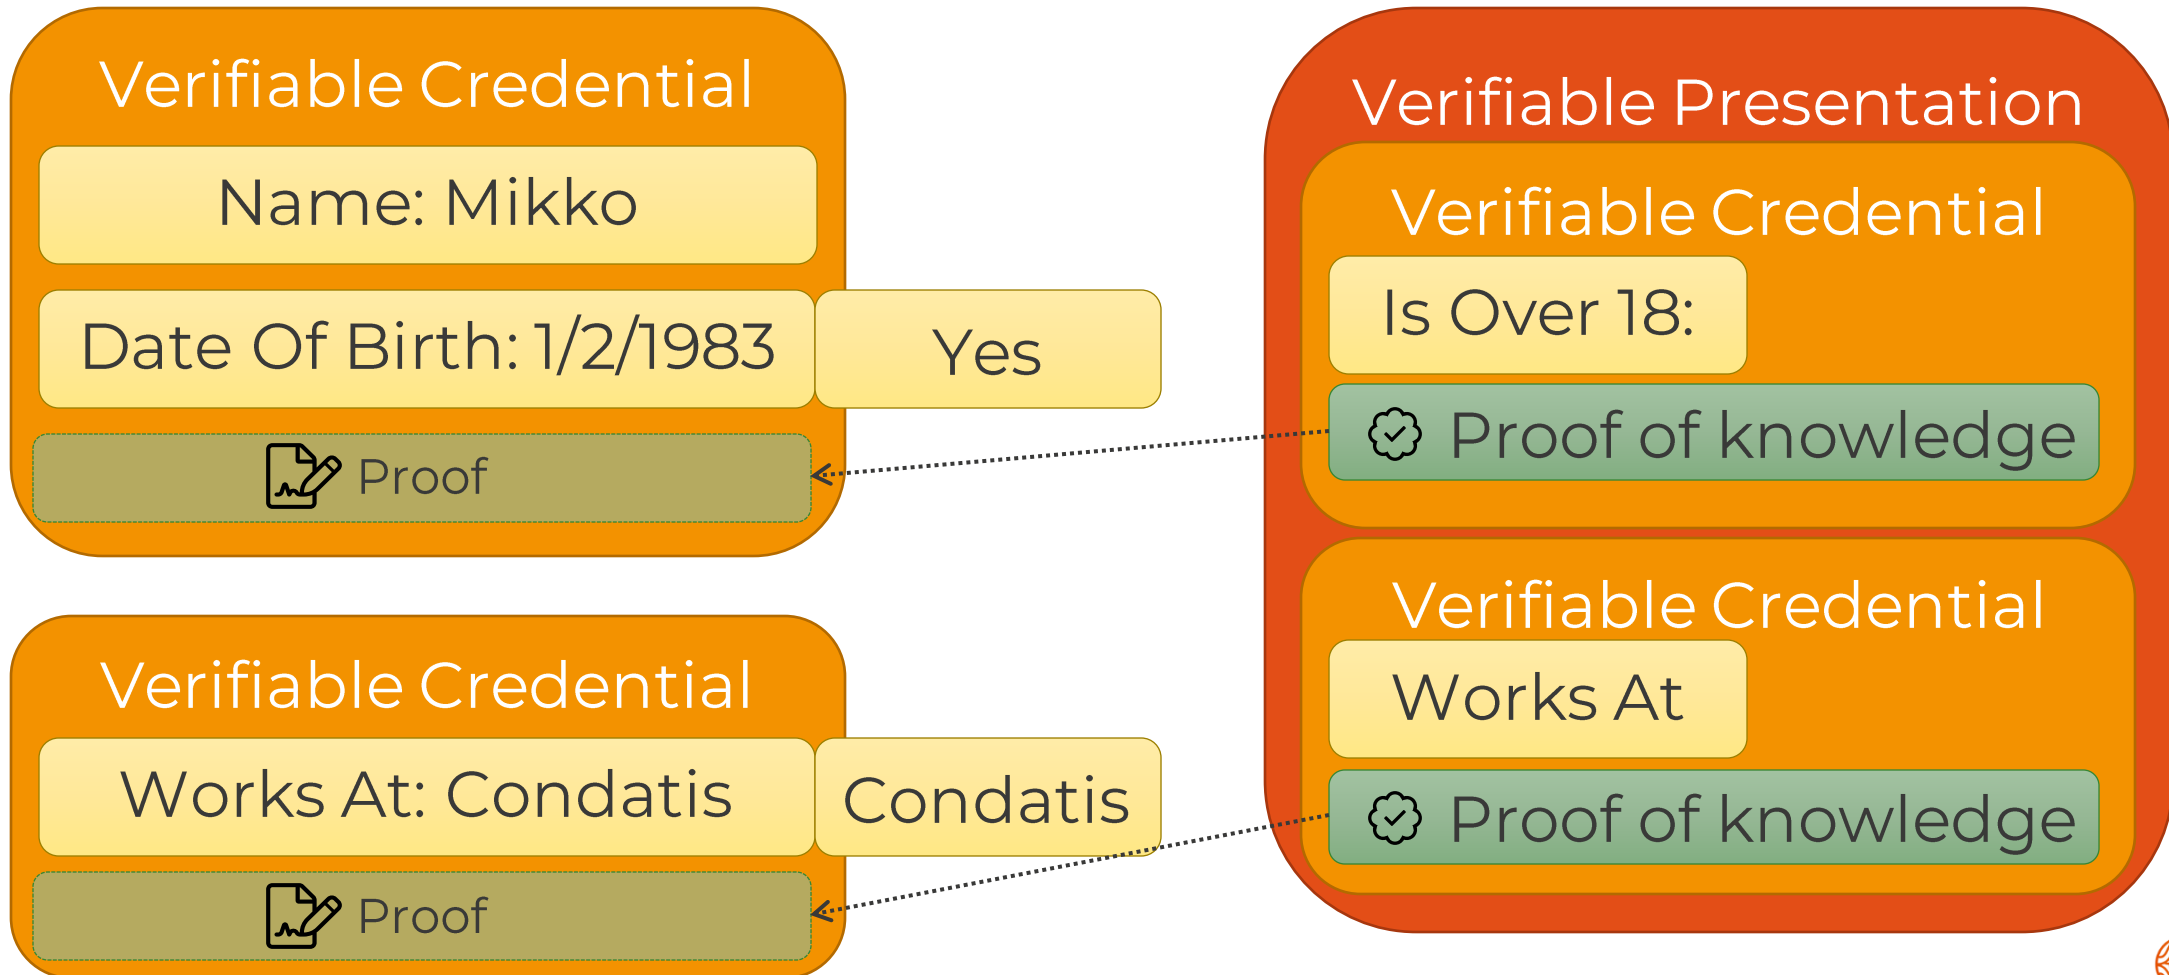 Verifiable Credential
Name: Mikko
Date Of Birth: 1/2/1983
Yes
Proof
Verifiable Credential
Works At: Condatis
Condatis
Proof
Verifiable Presentation
Verifiable Credential
Is Over 18:
Proof of knowledge
Verifiable Credential
Works At
Proof of knowledge